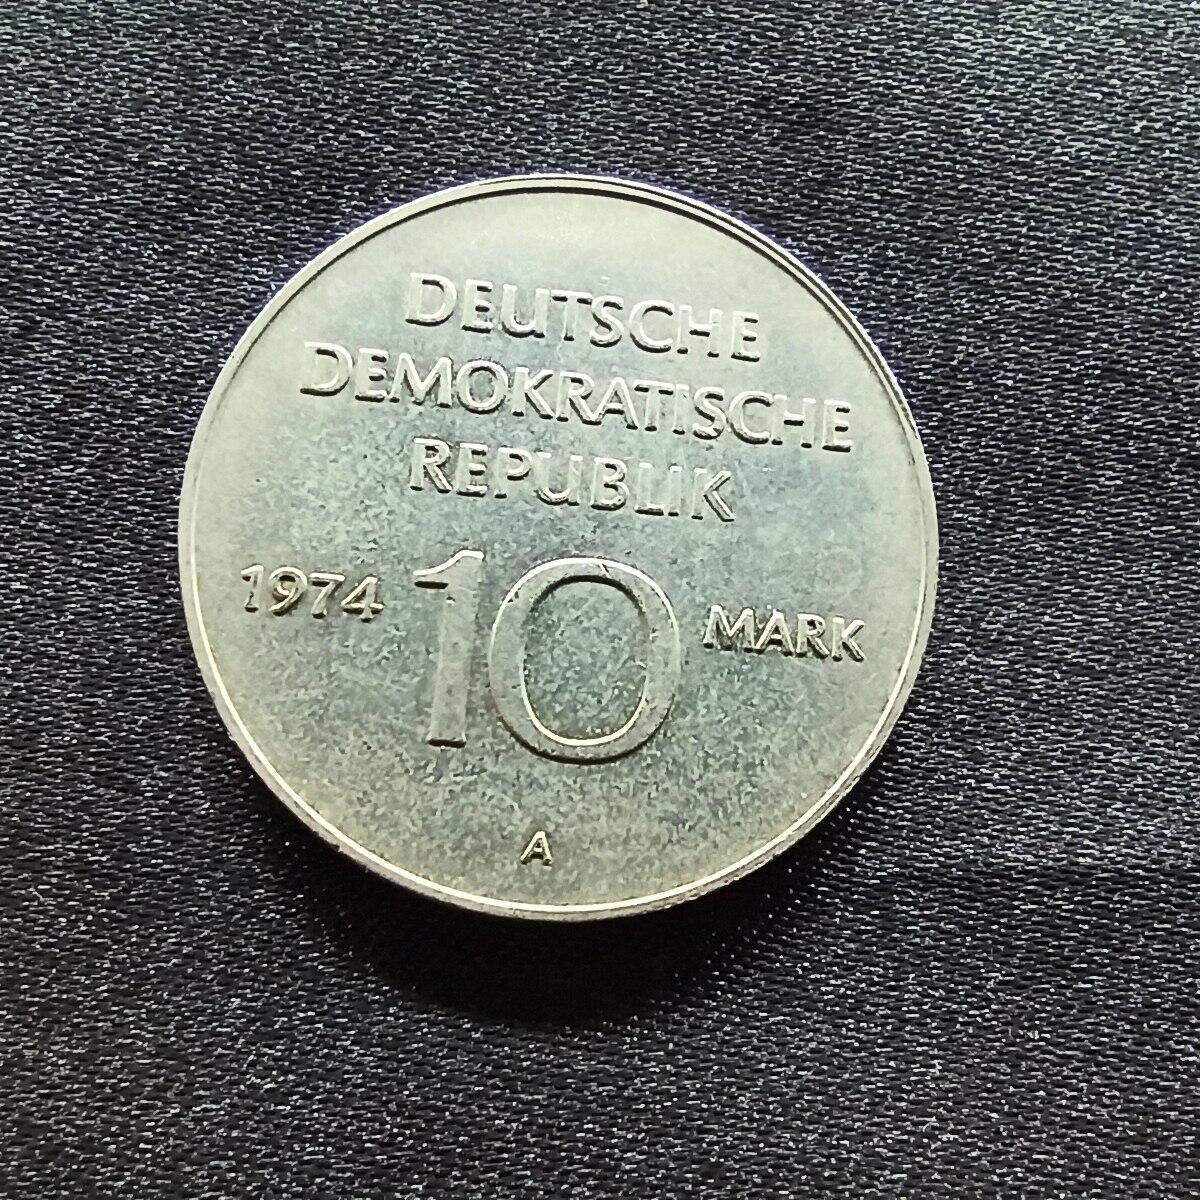 DEUTSCHE
DEMOKRATISCHE
REPUBLIK
1974 10 MARK
A